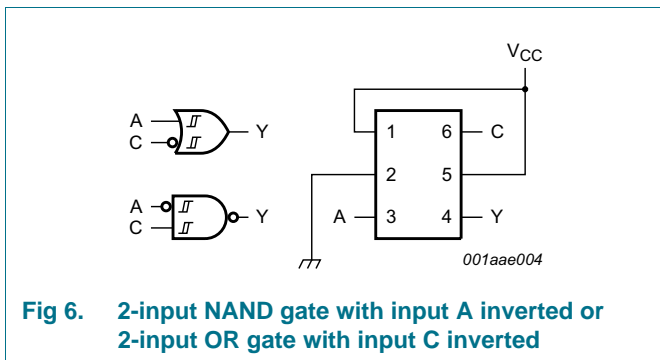 VCC
A
C
Y
A
C
Y
1 6 C
2 5
A 3 4 Y
001aae004
Fig 6. 2-input NAND gate with input A inverted or
2-input OR gate with input C inverted